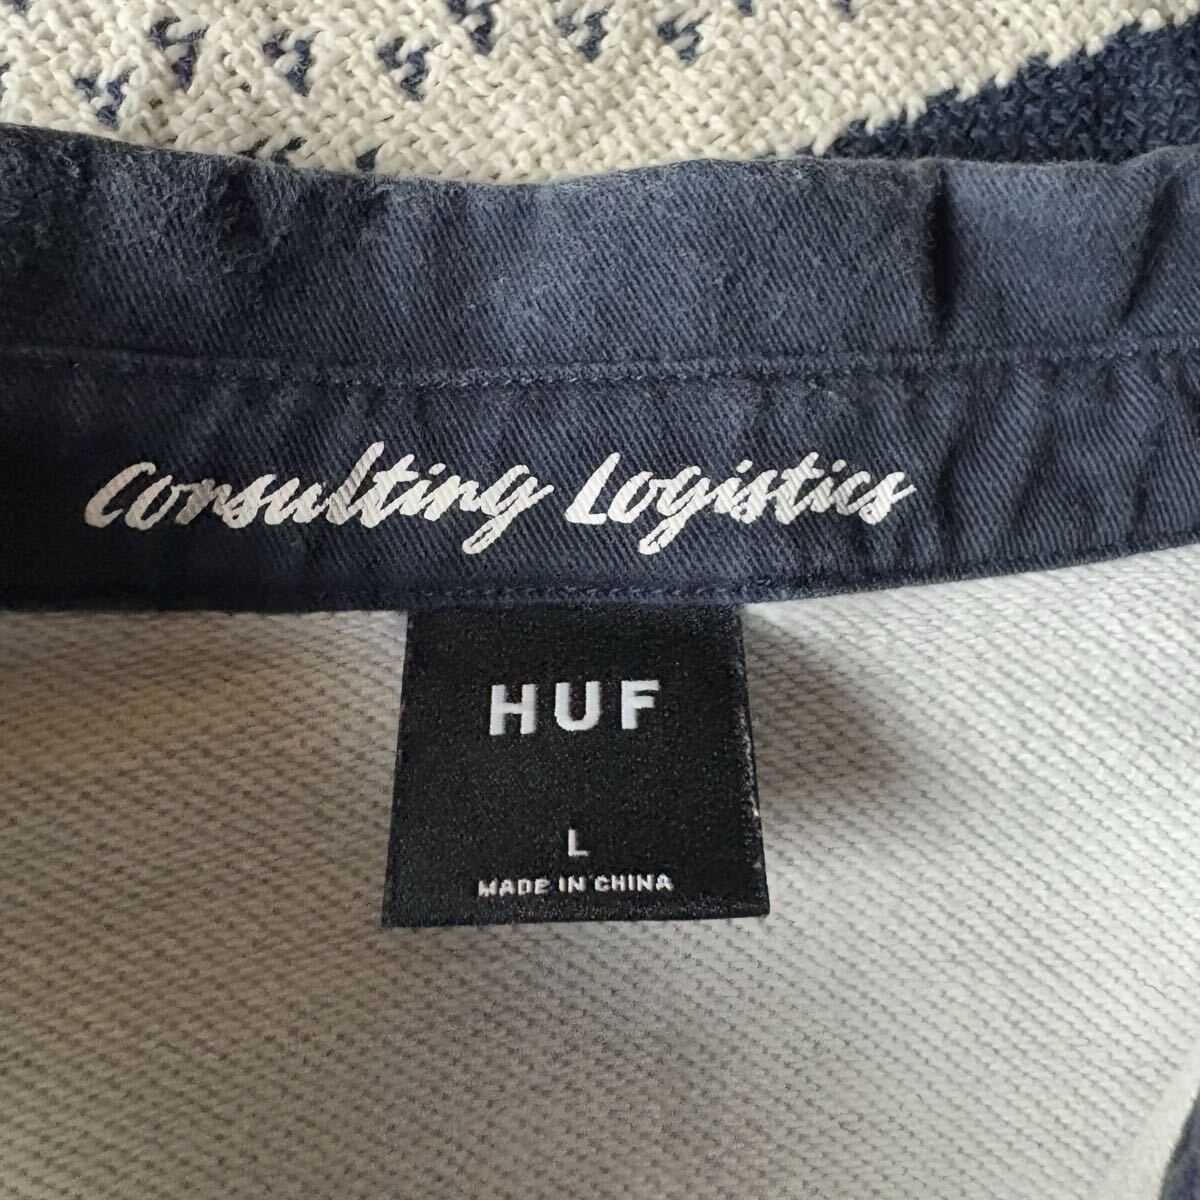 Consulting Logistics
HUF
L
MADE IN CHINA